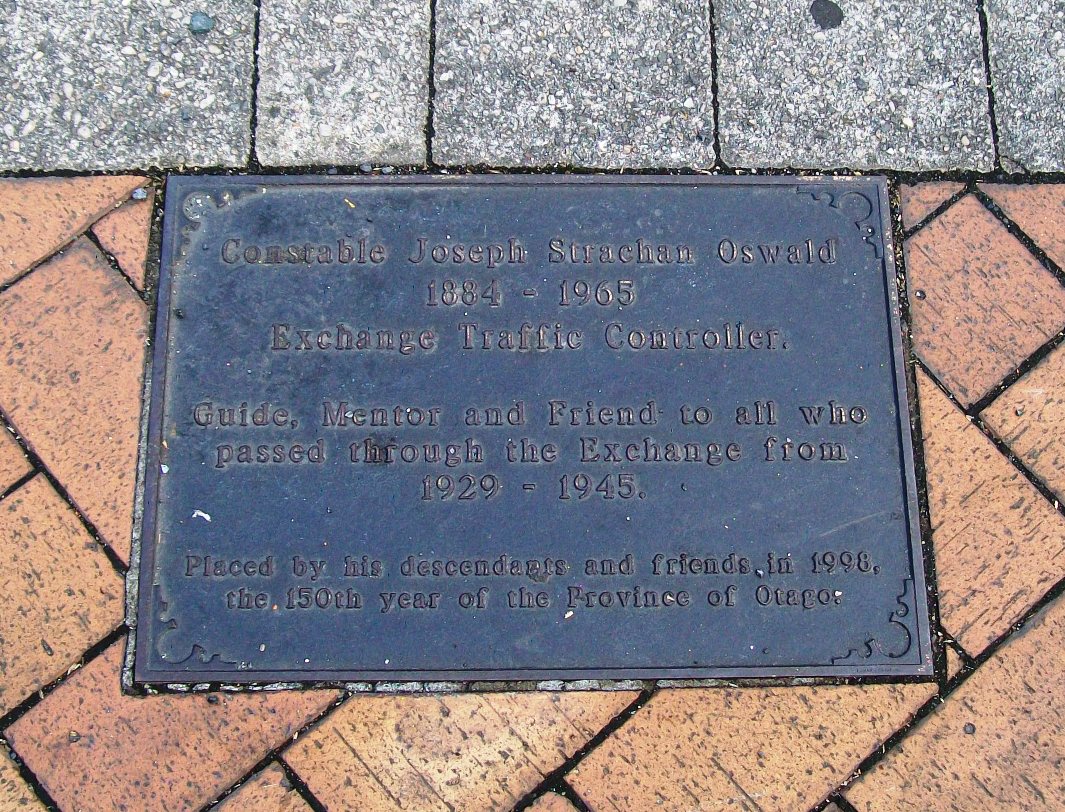 Constable Joseph Strachan Oswald
1884 - 1965
Exchange Traffic Controller.
Guide, Mentor and Friend to all who
passed through the Exchange from
1929 - 1945.
Placed by his descendants and friends, in 1998,
the 150th year of the Province of Otago.